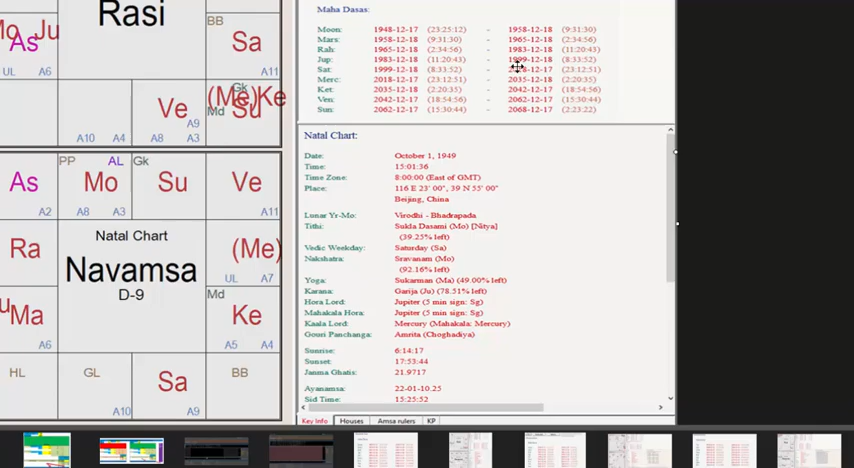 Rasi
Mo Ju
As
UL A6
BB
Sa
A11
Ve
A9
A10 A4 A8 A3
Gk
(Me)Ke
Md Su
PP AL Gk
As Mo Su Ve
A2 A8 A3 A11
Ra
Natal Chart
Navamsa
D-9
(Me)
UL A7
Ma
A6
Md
Ke
A5 A4
HL GL Sa BB
A10 A9
Maha Dasas:
Moon: 1948-12-17 (23:25:12) - 1958-12-18 (9:31:30)
Mars: 1958-12-18 (9:31:30) - 1965-12-18 (2:34:56)
Rah: 1965-12-18 (2:34:56) - 1983-12-18 (11:20:43)
Jup: 1983-12-18 (11:20:43) - 1999-12-18 (8:33:52)
Sat: 1999-12-18 (8:33:52) - 2018-12-17 (23:12:51)
Merc: 2018-12-17 (23:12:51) - 2035-12-18 (2:20:35)
Ket: 2035-12-18 (2:20:35) - 2042-12-17 (18:54:56)
Ven: 2042-12-17 (18:54:56) - 2062-12-17 (15:30:44)
Sun: 2062-12-17 (15:30:44) - 2068-12-17 (2:23:22)
Natal Chart:
Date: October 1, 1949
Time: 15:01:36
Time Zone: 8:00:00 (East of GMT)
Place: 116 E 23' 00", 39 N 55' 00"
Beijing, China
Lunar Yr-Mo: Virodhi - Bhadrapada
Tithi: Sukla Dasami (Mo) [Nitya]
(39.25% left)
Vedic Weekday: Saturday (Sa)
Nakshatra: Sravanam (Mo)
(92.16% left)
Yoga: Sukarman (Ma) (49.00% left)
Karana: Garija (Ju) (78.51% left)
Hora Lord: Jupiter (5 min sign: Sg)
Mahakala Hora: Jupiter (5 min sign: Sg)
Kaala Lord: Mercury (Mahakala: Mercury)
Gouri Panchanga: Amrita (Choghadiya)
Sunrise: 6:14:17
Sunset: 17:53:44
Janma Ghatis: 21.9717
Ayanamsa: 22-01-10.25
Sid Time: 15:25:52
Key Info Houses Amsa rulers KP